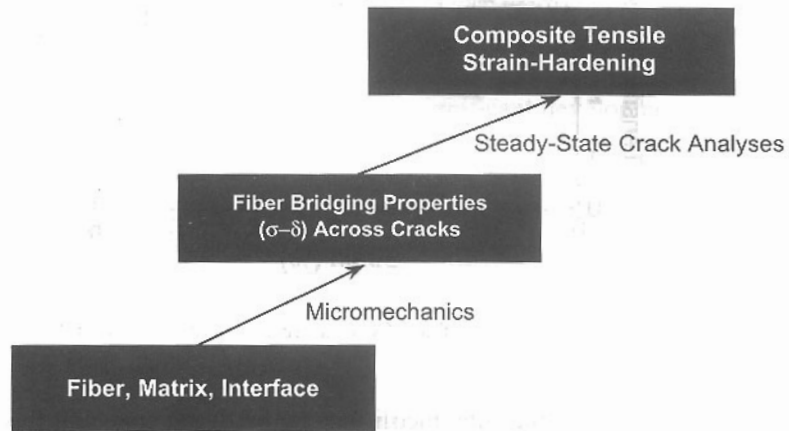 Composite Tensile
Strain-Hardening
Steady-State Crack Analyses
Fiber Bridging Properties
(σ–δ) Across Cracks
Micromechanics
Fiber, Matrix, Interface